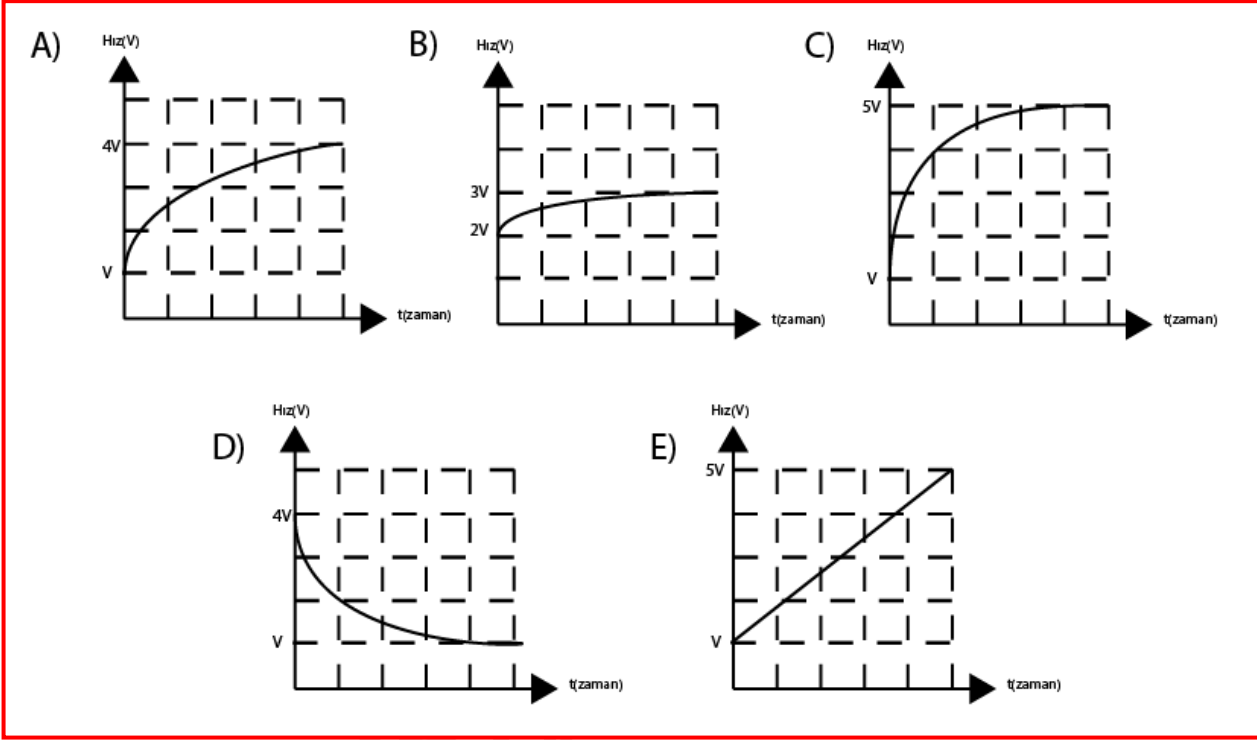 A)
Hız(V)
4V
V
t(zaman)
B)
Hız(V)
3V
2V
t(zaman)
C)
Hız(V)
5V
V
t(zaman)
D)
Hız(V)
4V
V
t(zaman)
E)
Hız(V)
5V
V
t(zaman)